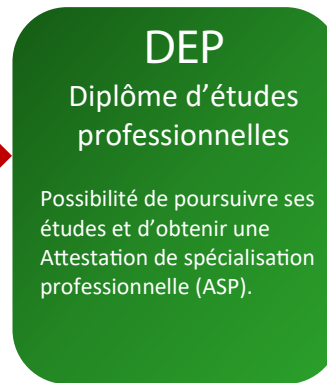 DEP
Diplôme d’études
professionnelles
Possibilité de poursuivre ses
études et d’obtenir une
Attestation de spécialisation
professionnelle (ASP).